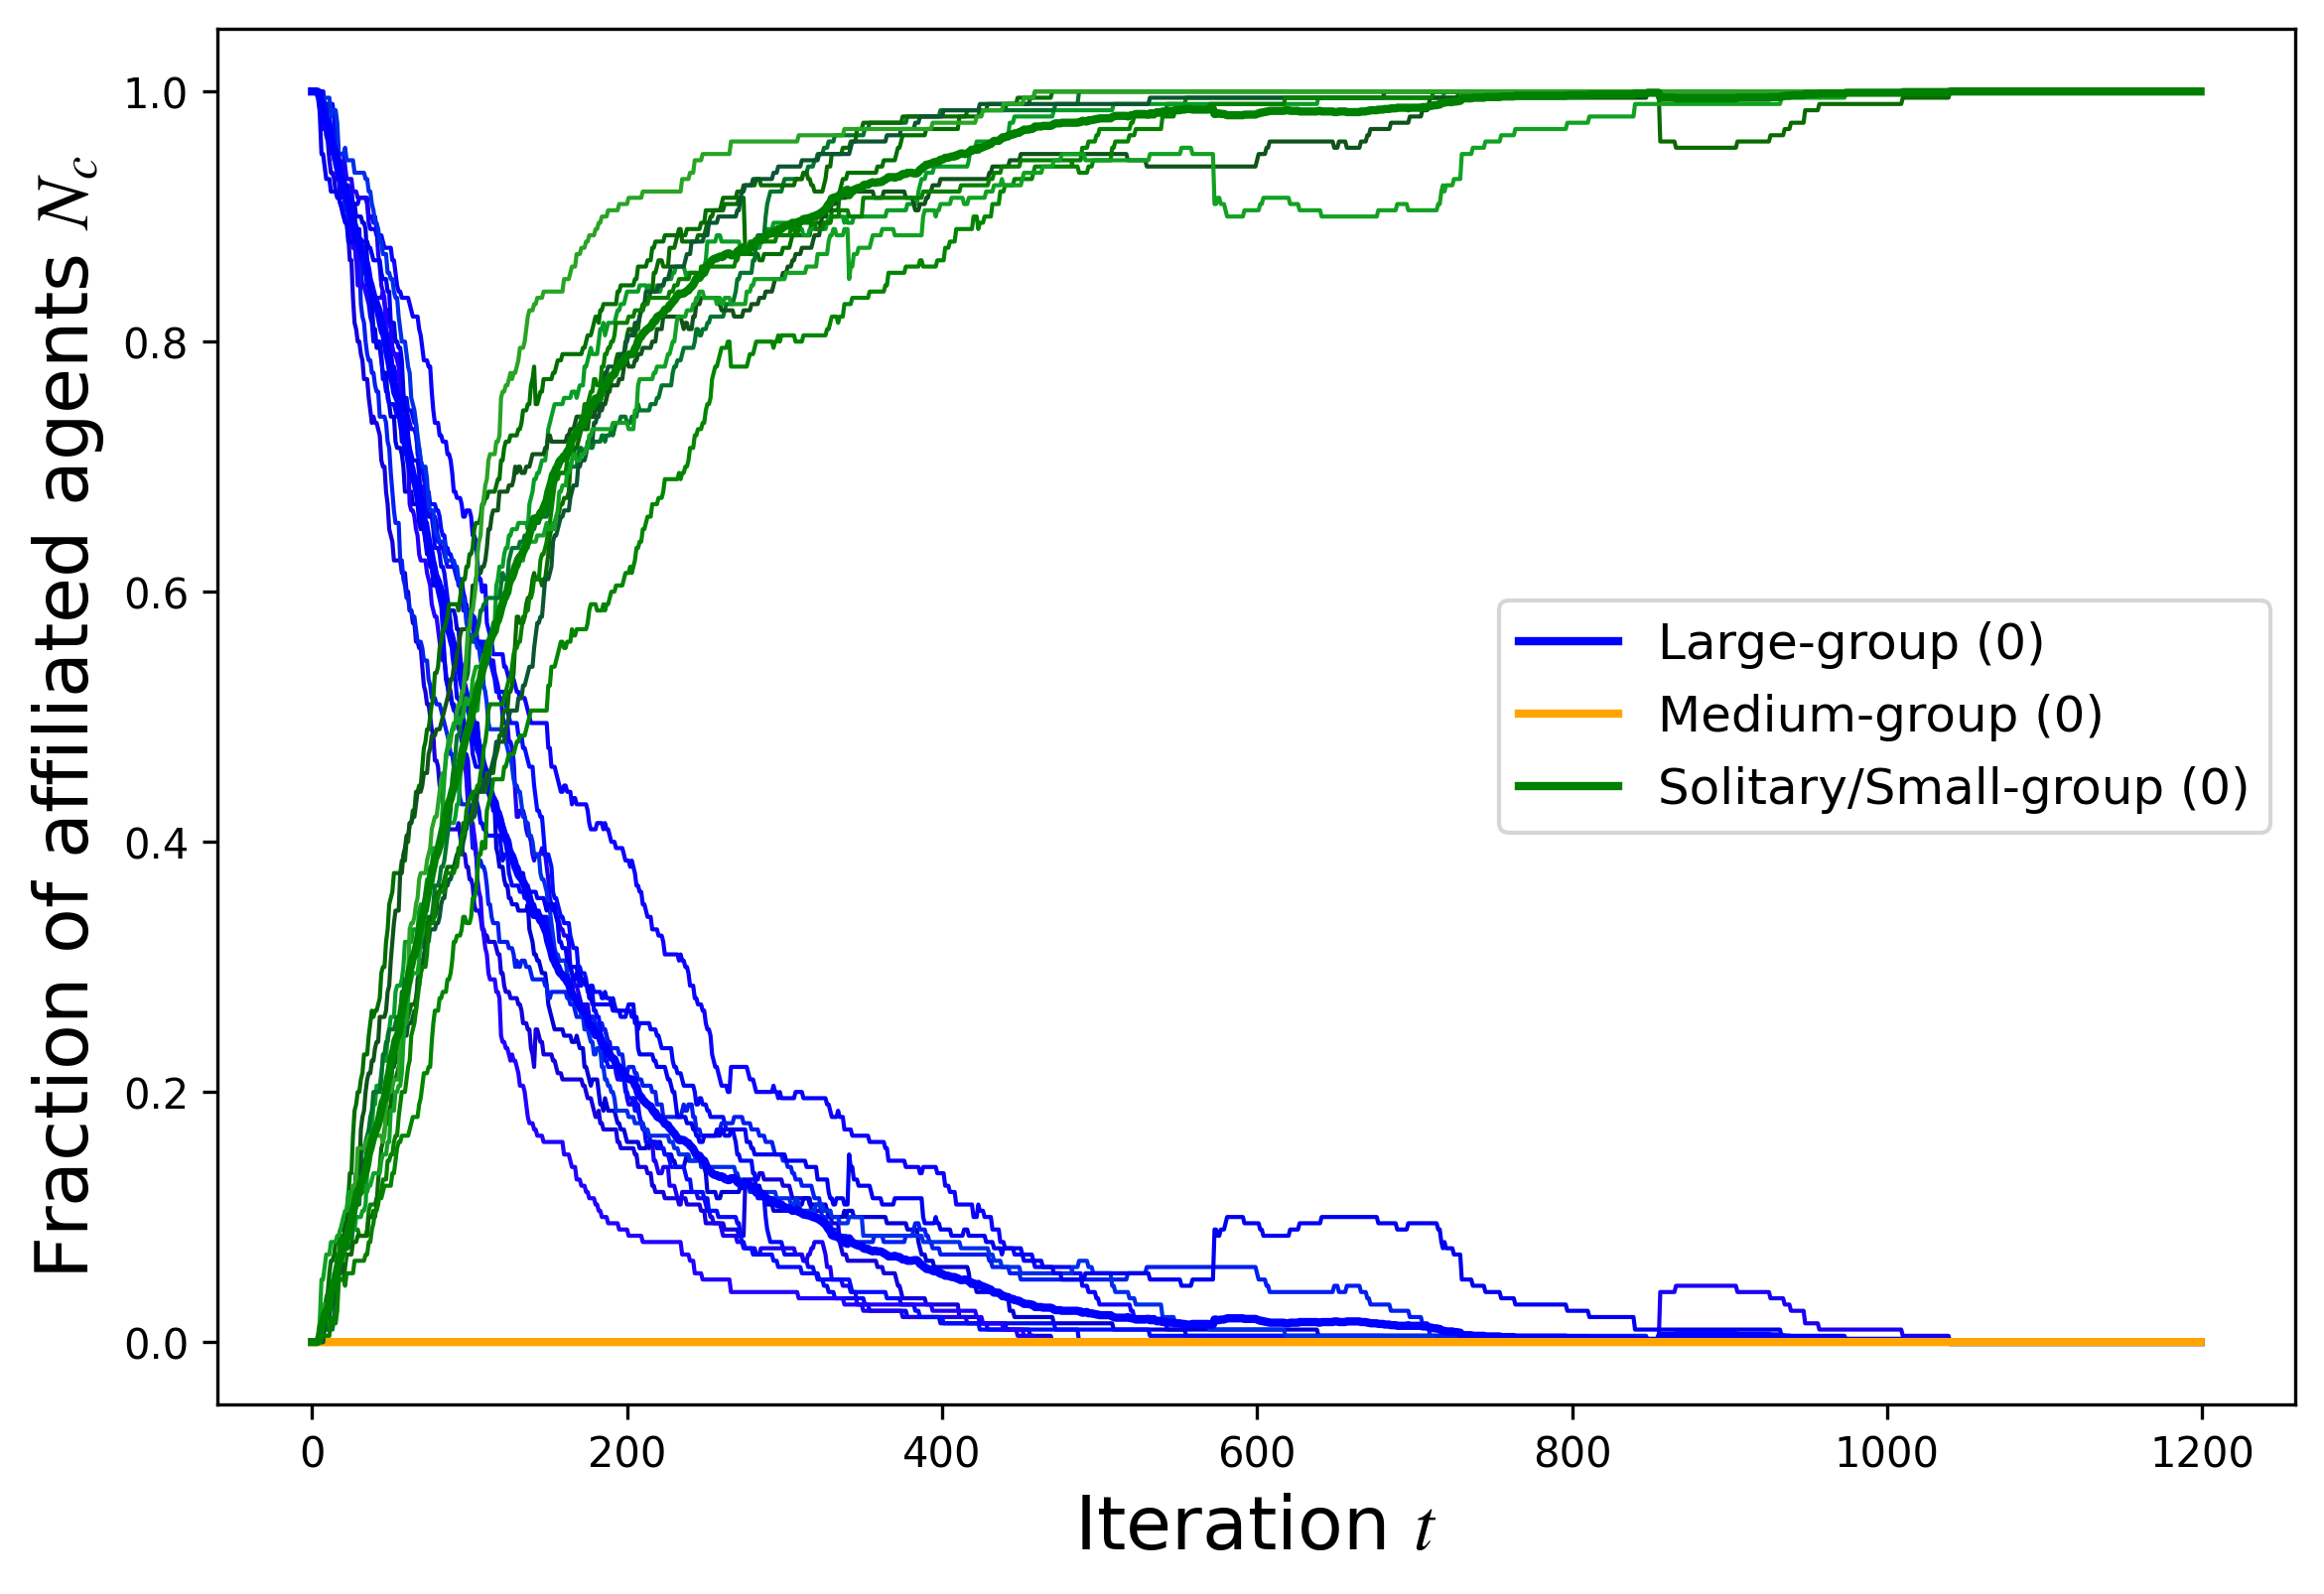 Fraction of affiliated agents N_c
1.0
0.8
0.6
0.4
0.2
0.0
Large-group (0)
Medium-group (0)
Solitary/Small-group (0)
0 200 400 600 800 1000 1200
Iteration t